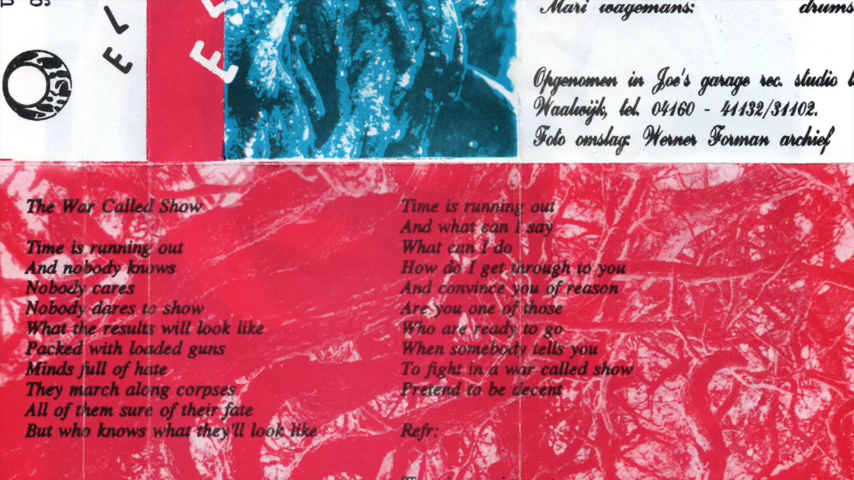 Mari wagemans: drums
Opgenomen in Joe's garage rec. studio
Waalwijk, tel. 04160 - 41132/31102.
Foto omslag: Werner Forman archief
The War Called Show
Time is running out
And nobody knows
Nobody cares
Nobody dares to show
What the results will look like
Packed with loaded guns
Minds full of hate
They march along corpses
All of them sure of their fate
But who knows what they'll look like
Time is running out
And what can I say
What can I do
How do I get through to you
And convince you of reason
Are you one of those
Who are ready to go
When somebody tells you
To fight in a war called show
Pretend to be decent
Refr: